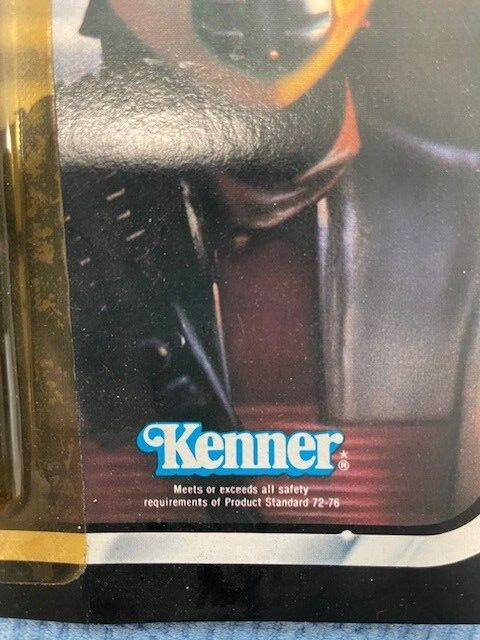 Kenner®
Meets or exceeds all safety
requirements of Product Standard 72-76